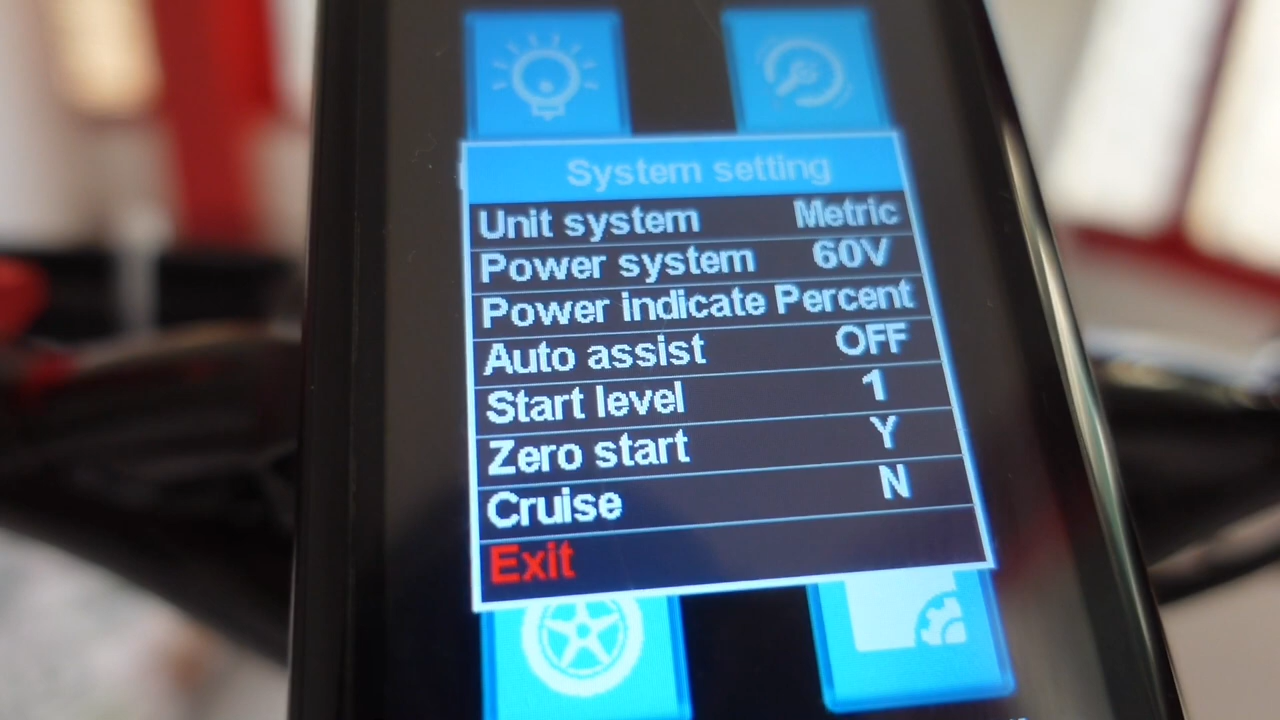 System setting
Unit system Metric
Power system 60V
Power indicate Percent
Auto assist OFF
Start level 1
Zero start Y
Cruise N
Exit